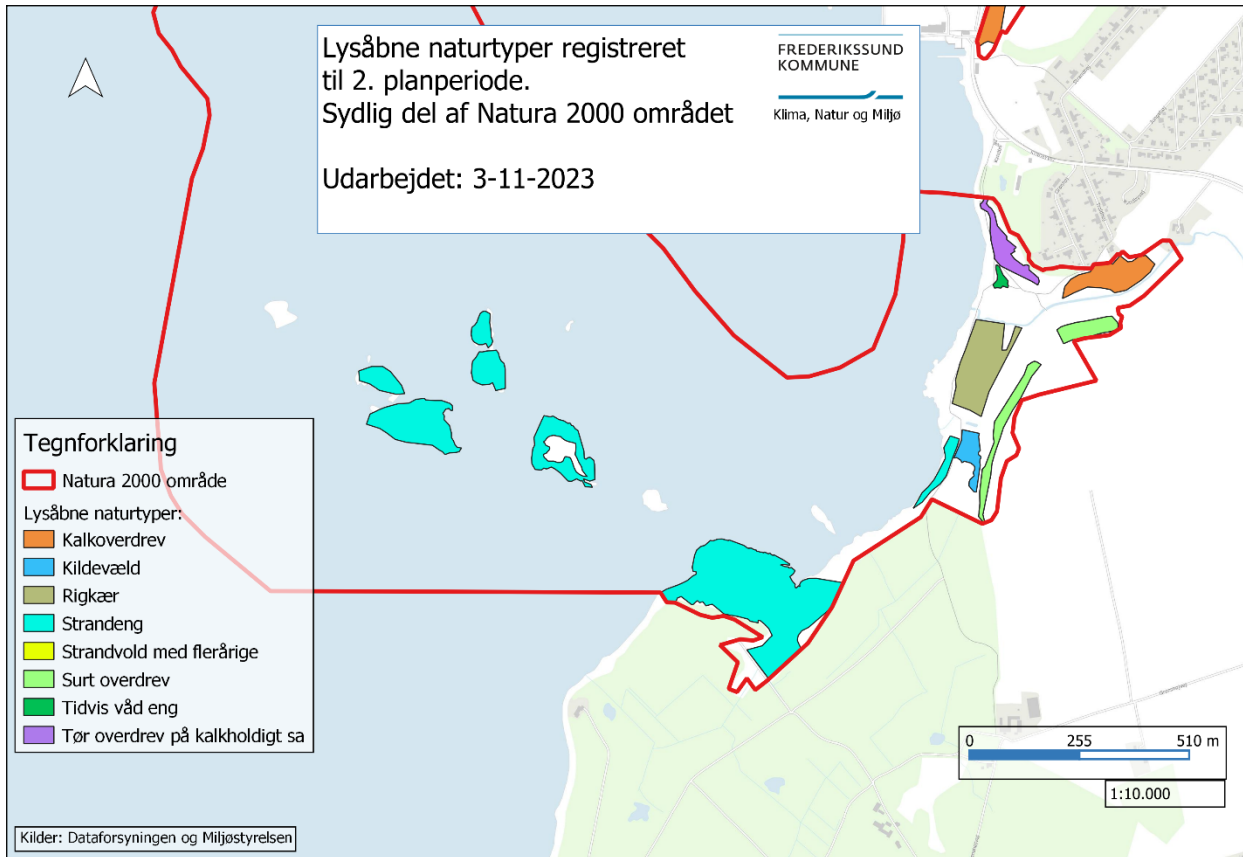 Lysåbne naturtyper registreret
til 2. planperiode.
Sydlig del af Natura 2000 området
Udarbejdet: 3-11-2023
FREDERIKSSUND
KOMMUNE
Klima, Natur og Miljø
Tegnforklaring
Natura 2000 område
Lysåbne naturtyper:
Kalkoverdrev
Kildevæld
Rigkær
Strandeng
Strandvold med flerårige
Surt overdrev
Tidvis våd eng
Tør overdrev på kalkholdigt sa
0 255 510 m
1:10.000
Kilder: Dataforsyningen og Miljøstyrelsen